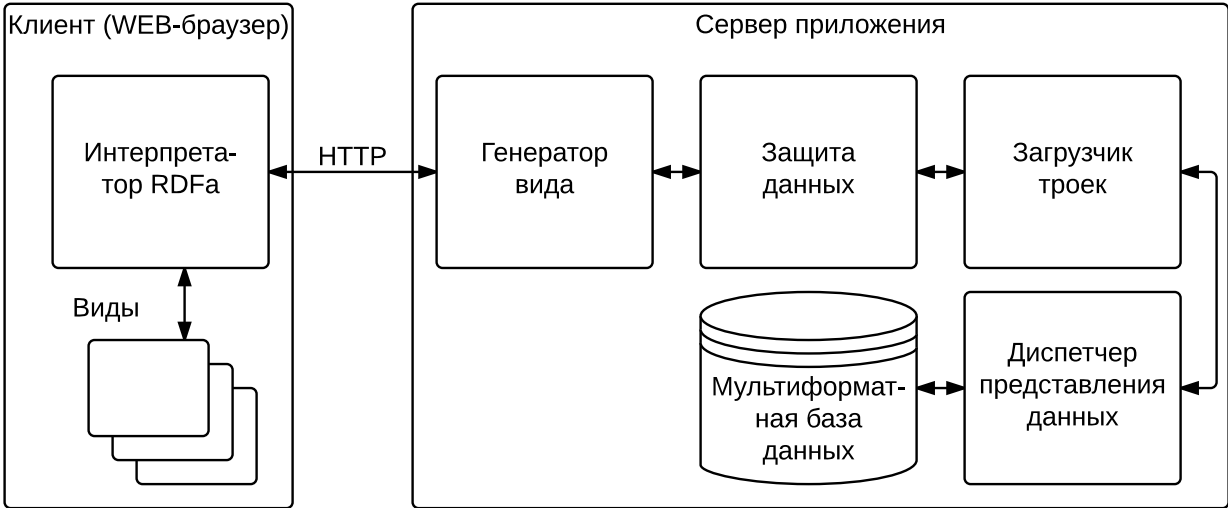 Клиент (WEB-браузер)
Сервер приложения
Интерпрета-
тор RDFa
HTTP
Генератор
вида
Защита
данных
Загрузчик
троек
Виды
Мультиформат-
ная база
данных
Диспетчер
представления
данных